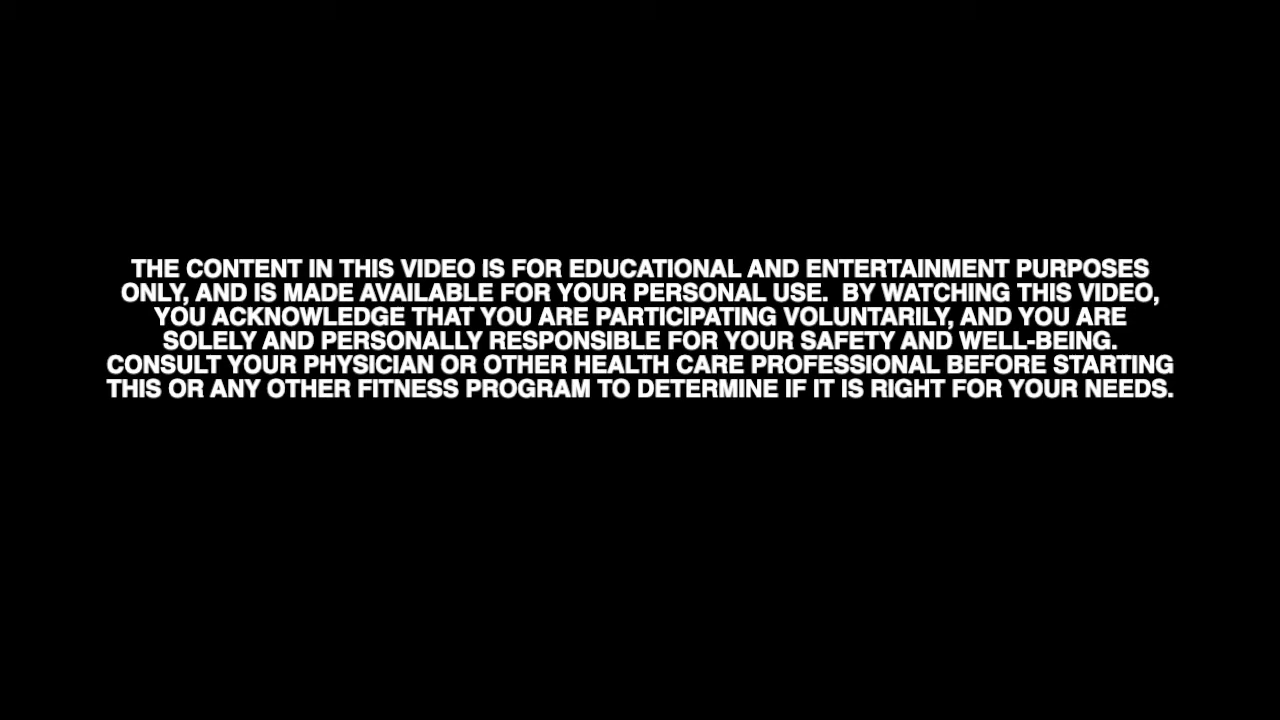 THE CONTENT IN THIS VIDEO IS FOR EDUCATIONAL AND ENTERTAINMENT PURPOSES
ONLY, AND IS MADE AVAILABLE FOR YOUR PERSONAL USE.  BY WATCHING THIS VIDEO,
YOU ACKNOWLEDGE THAT YOU ARE PARTICIPATING VOLUNTARILY, AND YOU ARE
SOLELY AND PERSONALLY RESPONSIBLE FOR YOUR SAFETY AND WELL-BEING.
CONSULT YOUR PHYSICIAN OR OTHER HEALTH CARE PROFESSIONAL BEFORE STARTING
THIS OR ANY OTHER FITNESS PROGRAM TO DETERMINE IF IT IS RIGHT FOR YOUR NEEDS.